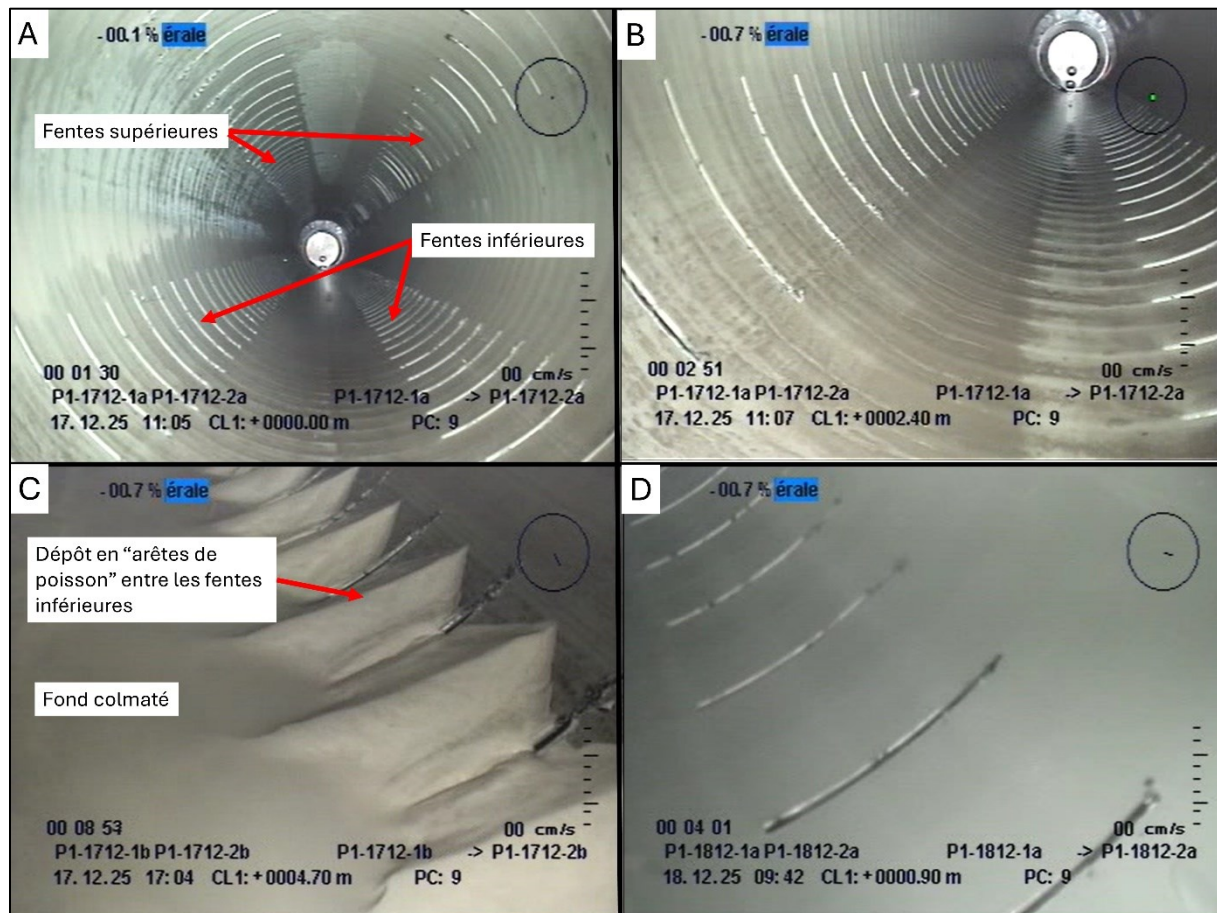 A
-00.1 % érale
Fentes supérieures
Fentes inférieures
00 01 30
00 cm/s
P1-1712-1a P1-1712-2a P1-1712-1a -> P1-1712-2a
17.12.25 11:05 CL1: +0000.00 m PC: 9
B
-00.7 % érale
00 02 51
00 cm/s
P1-1712-1a P1-1712-2a P1-1712-1a -> P1-1712-2a
17.12.25 11:07 CL1: +0002.40 m PC: 9
C
-00.7 % érale
Dépôt en “arêtes de
poisson” entre les fentes
inférieures
Fond colmaté
00 08 53
00 cm/s
P1-1712-1b P1-1712-2b P1-1712-1b -> P1-1712-2b
17.12.25 17:04 CL1: +0004.70 m PC: 9
D
-00.7 % érale
00 04 01
00 cm/s
P1-1812-1a P1-1812-2a P1-1812-1a -> P1-1812-2a
18.12.25 09:42 CL1: +0000.90 m PC: 9